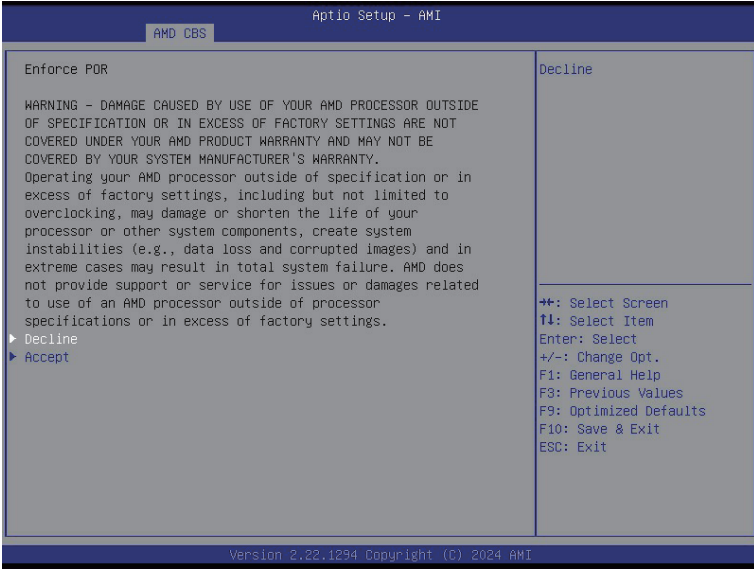 Aptio Setup – AMI
AMD CBS
Enforce POR
WARNING – DAMAGE CAUSED BY USE OF YOUR AMD PROCESSOR OUTSIDE
OF SPECIFICATION OR IN EXCESS OF FACTORY SETTINGS ARE NOT
COVERED UNDER YOUR AMD PRODUCT WARRANTY AND MAY NOT BE
COVERED BY YOUR SYSTEM MANUFACTURER'S WARRANTY.
Operating your AMD processor outside of specification or in
excess of factory settings, including but not limited to
overclocking, may damage or shorten the life of your
processor or other system components, create system
instabilities (e.g., data loss and corrupted images) and in
extreme cases may result in total system failure. AMD does
not provide support or service for issues or damages related
to use of an AMD processor outside of processor
specifications or in excess of factory settings.
Decline
Accept
Decline
→←: Select Screen
↑↓: Select Item
Enter: Select
+/-: Change Opt.
F1: General Help
F3: Previous Values
F9: Optimized Defaults
F10: Save & Exit
ESC: Exit
Version 2.22.1294 Copyright (C) 2024 AMI